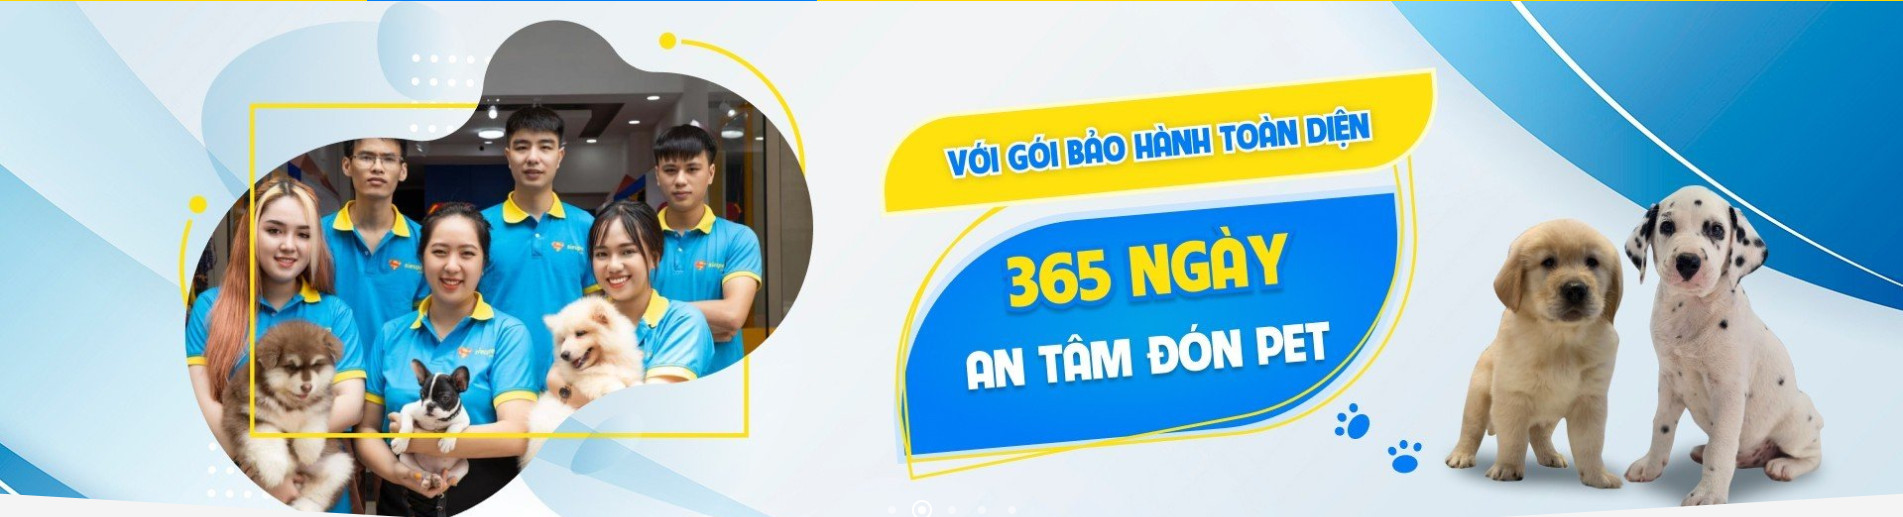 VỚI GÓI BẢO HÀNH TOÀN DIỆN
365 NGÀY
AN TÂM ĐÓN PET